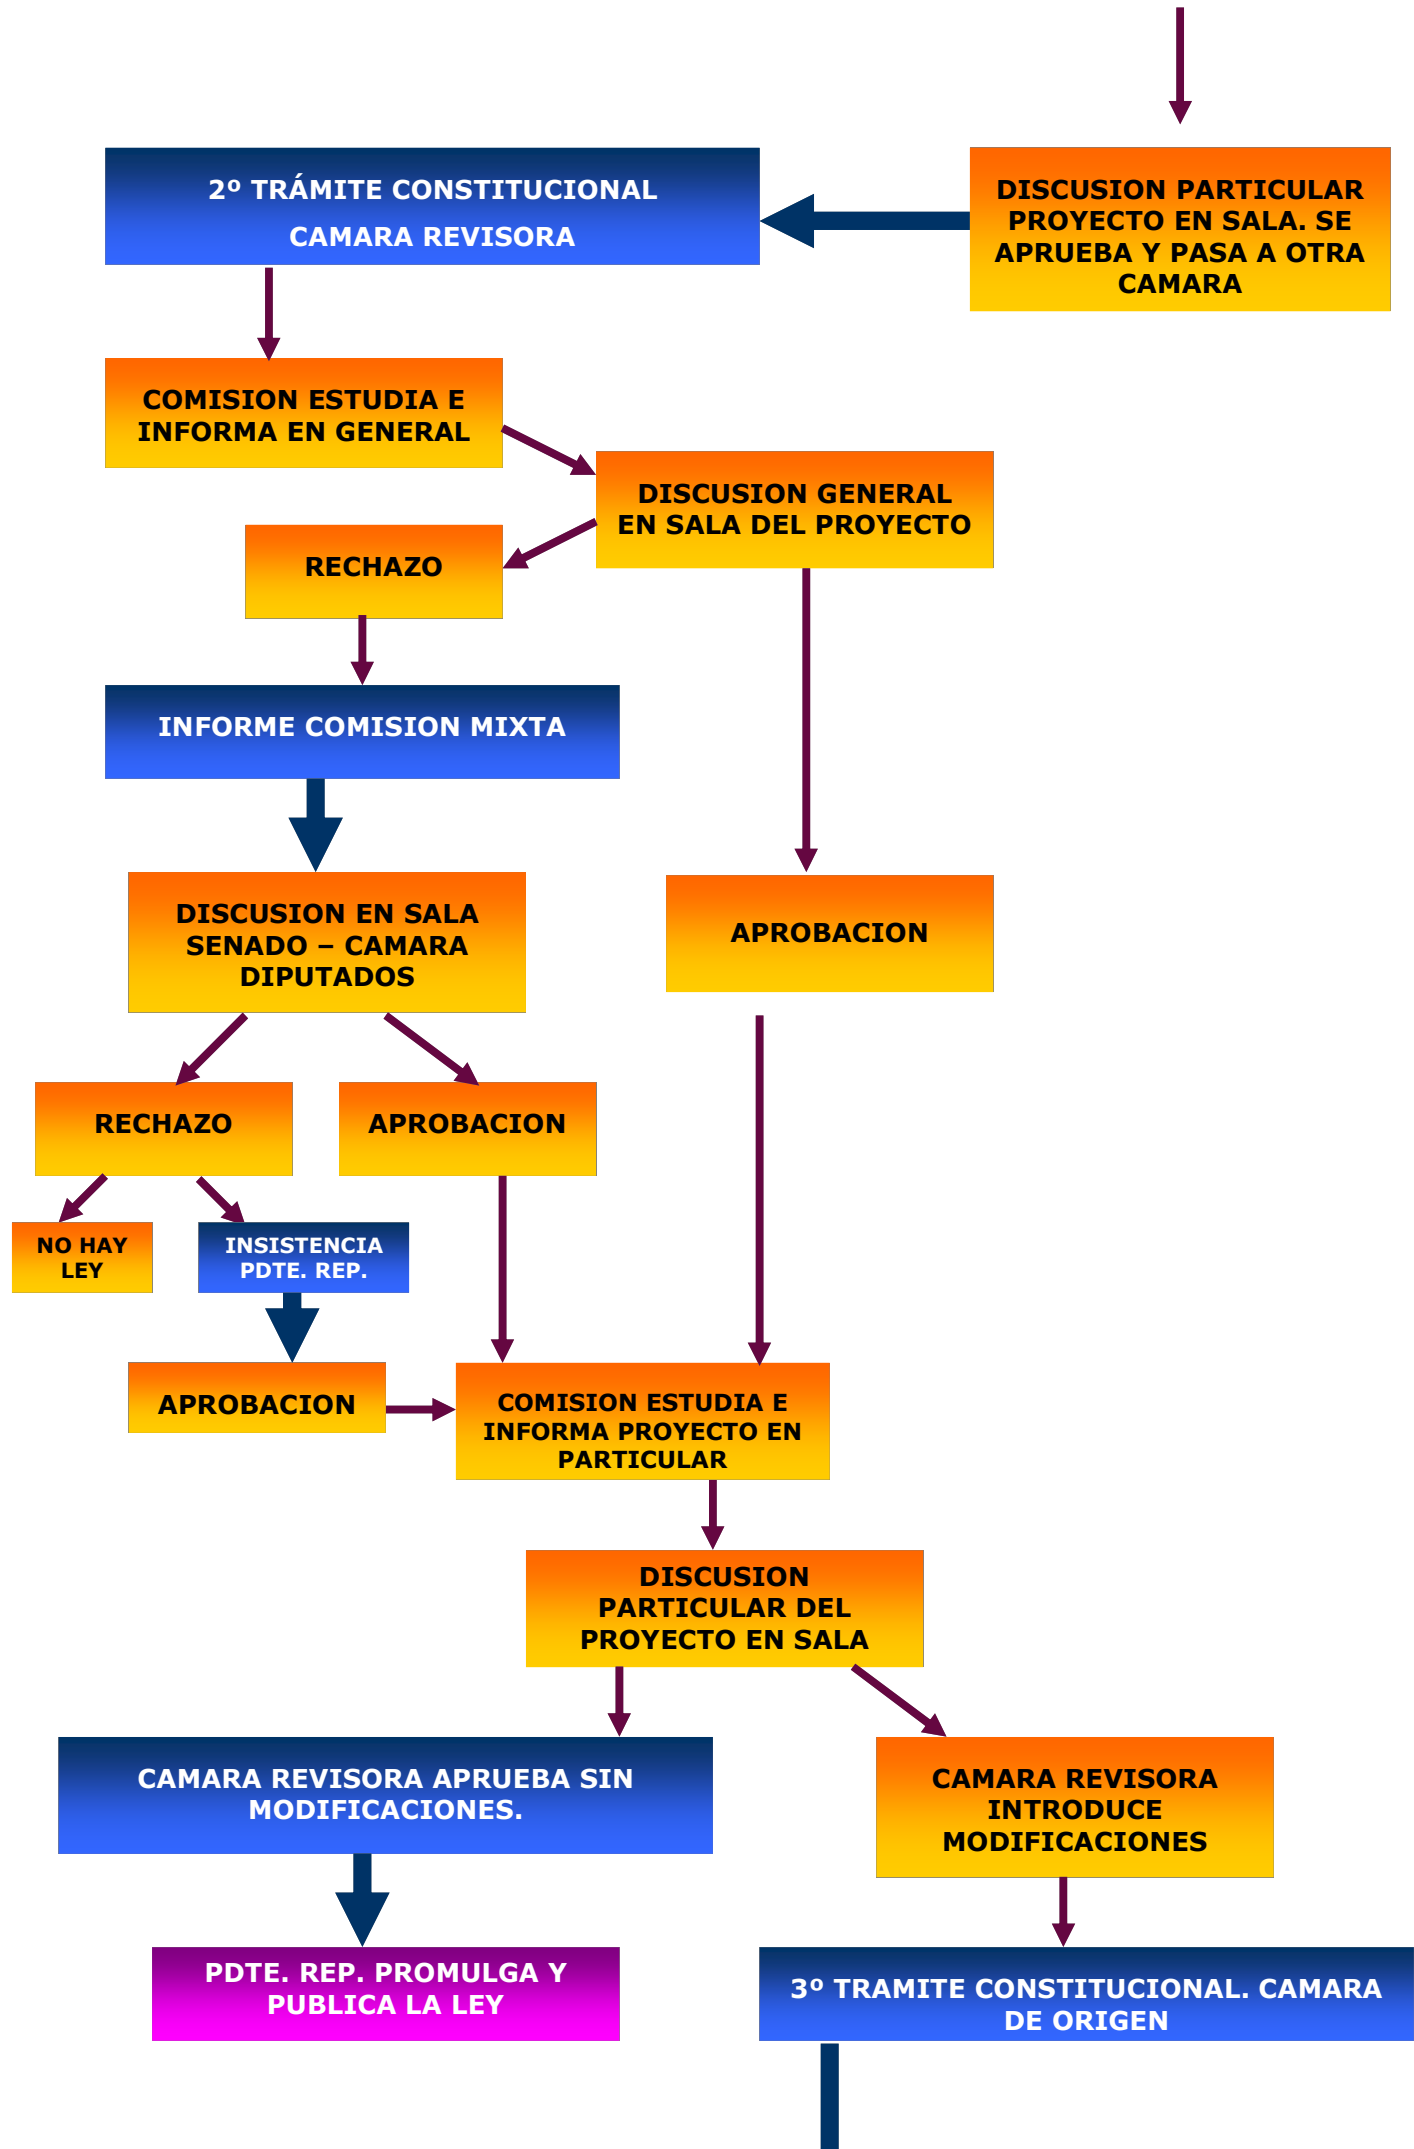 2º TRÁMITE CONSTITUCIONAL
CAMARA REVISORA
DISCUSION PARTICULAR
PROYECTO EN SALA. SE
APRUEBA Y PASA A OTRA
CAMARA
COMISION ESTUDIA E
INFORMA EN GENERAL
DISCUSION GENERAL
EN SALA DEL PROYECTO
RECHAZO
INFORME COMISION MIXTA
DISCUSION EN SALA
SENADO – CAMARA
DIPUTADOS
APROBACION
RECHAZO
APROBACION
NO HAY
LEY
INSISTENCIA
PDTE. REP.
APROBACION
COMISION ESTUDIA E
INFORMA PROYECTO EN
PARTICULAR
DISCUSION
PARTICULAR DEL
PROYECTO EN SALA
CAMARA REVISORA APRUEBA SIN
MODIFICACIONES.
CAMARA REVISORA
INTRODUCE
MODIFICACIONES
PDTE. REP. PROMULGA Y
PUBLICA LA LEY
3º TRAMITE CONSTITUCIONAL. CAMARA
DE ORIGEN